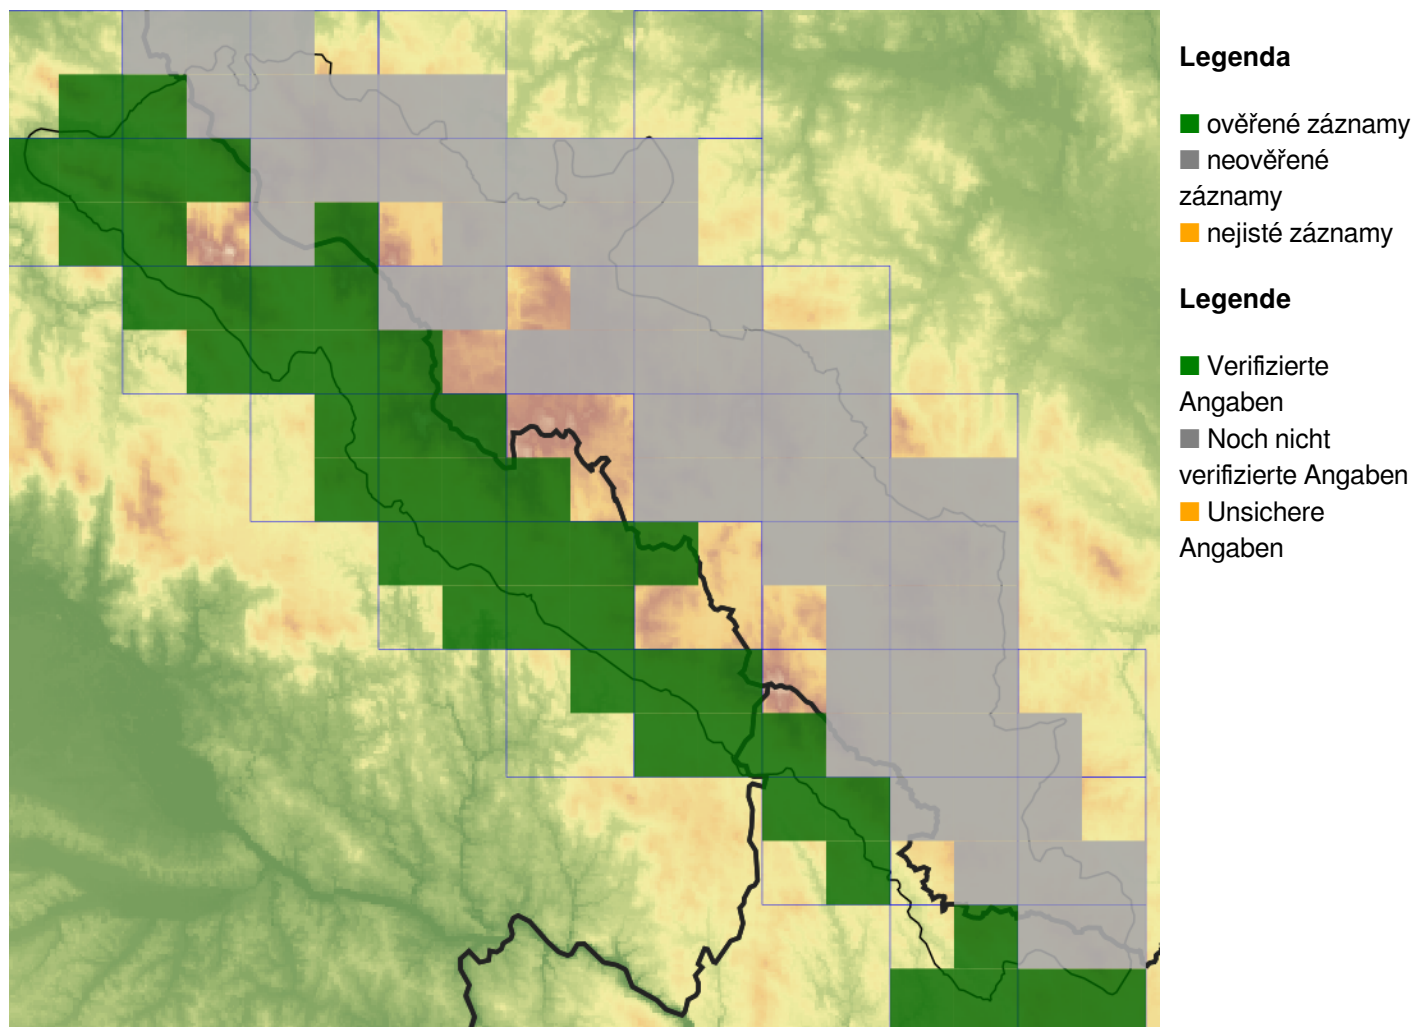 Legenda
ověřené záznamy
neověřené
záznamy
nejisté záznamy
Legende
Verifizierte
Angaben
Noch nicht
verifizierte Angaben
Unsichere
Angaben